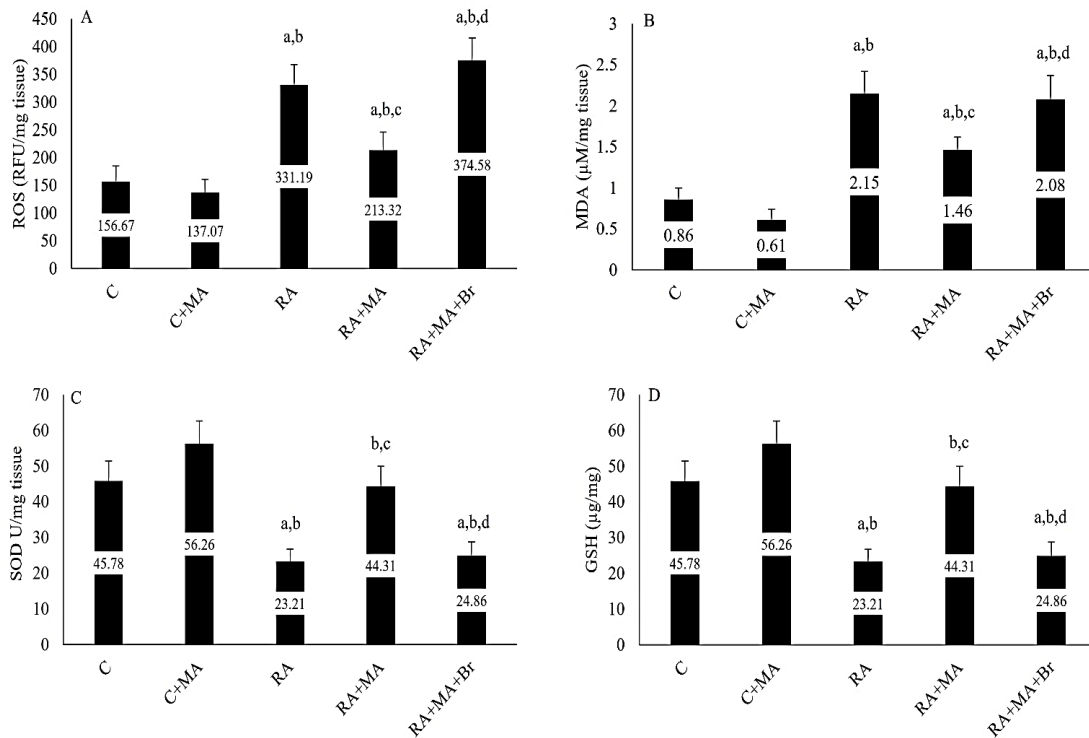 A
ROS (RFU/mg tissue)
450
400
350
300
250
200
150
100
50
0
a,b
a,b,c
a,b,d
156.67
137.07
331.19
213.32
374.58
C
C+MA
RA
RA+MA
RA+MA+Br
B
MDA (µM/mg tissue)
3
2.5
2
1.5
1
0.5
0
a,b
a,b,c
a,b,d
0.86
0.61
2.15
1.46
2.08
C
C+MA
RA
RA+MA
RA+MA+Br
C
SOD U/mg tissue
70
60
50
40
30
20
10
0
a,b
b,c
a,b,d
45.78
56.26
23.21
44.31
24.86
C
C+MA
RA
RA+MA
RA+MA+Br
D
GSH (µg/mg)
70
60
50
40
30
20
10
0
a,b
b,c
a,b,d
45.78
56.26
23.21
44.31
24.86
C
C+MA
RA
RA+MA
RA+MA+Br